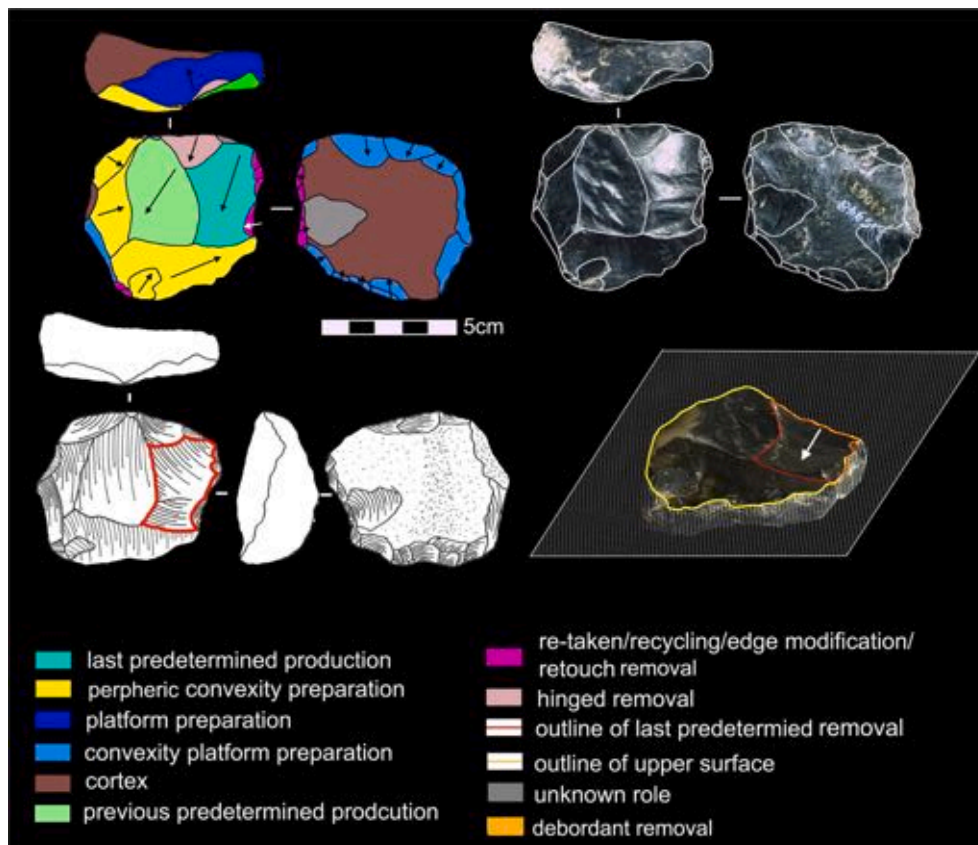 5cm
last predetermined production
perpheric convexity preparation
platform preparation
convexity platform preparation
cortex
previous predetermined prodcution
re-taken/recycling/edge modification/
retouch removal
hinged removal
outline of last predetermied removal
outline of upper surface
unknown role
debordant removal